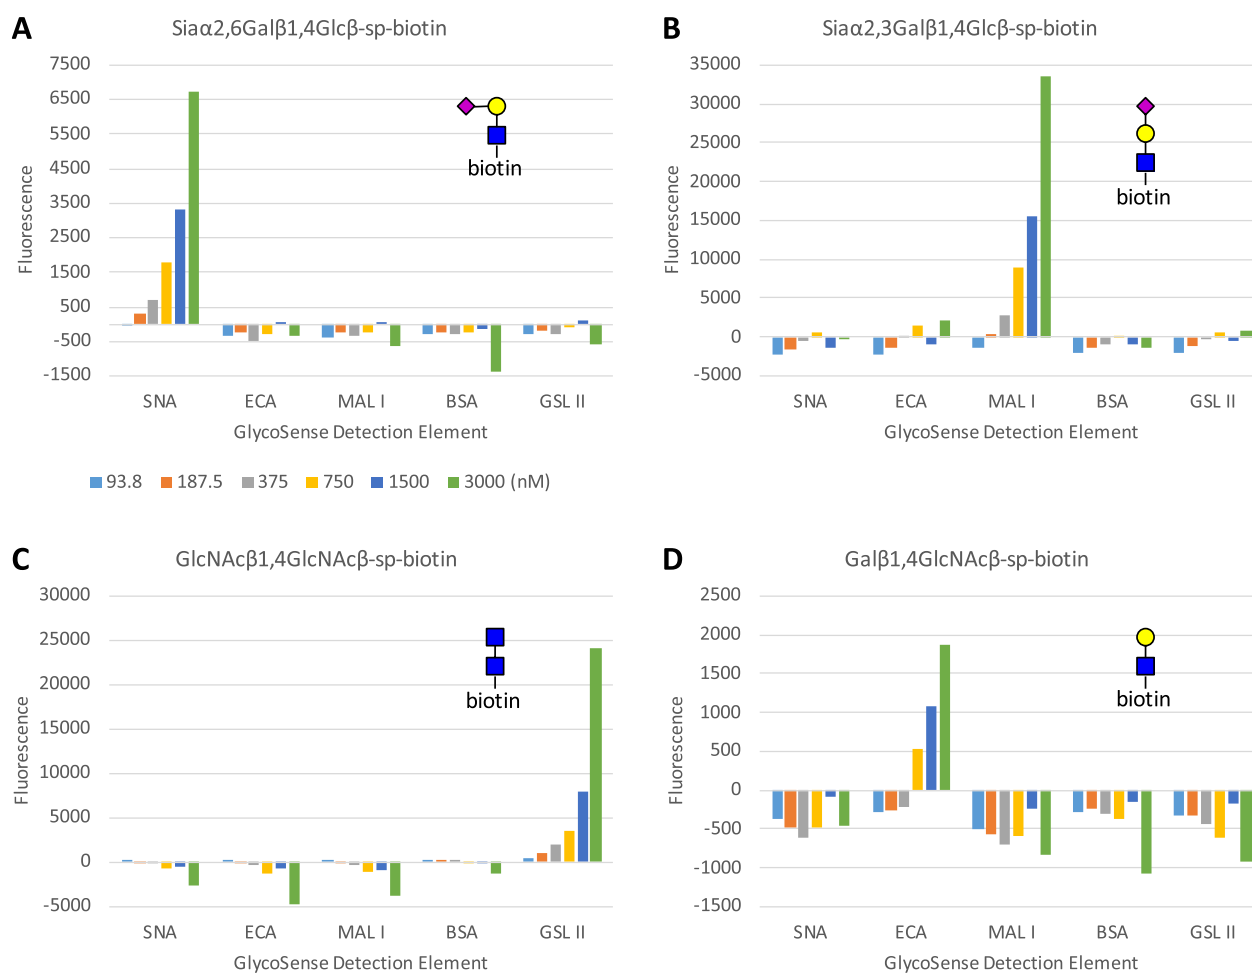 A
Siaα2,6Galβ1,4Glcβ-sp-biotin
7500
6500
5500
4500
3500
2500
1500
500
-500
-1500
Fluorescence
biotin
SNA ECA MAL I BSA GSL II
GlycoSense Detection Element
B
Siaα2,3Galβ1,4Glcβ-sp-biotin
35000
30000
25000
20000
15000
10000
5000
0
-5000
Fluorescence
biotin
SNA ECA MAL I BSA GSL II
GlycoSense Detection Element
93.8 187.5 375 750 1500 3000 (nM)
C
GlcNAcβ1,4GlcNAcβ-sp-biotin
30000
25000
20000
15000
10000
5000
0
-5000
Fluorescence
biotin
SNA ECA MAL I BSA GSL II
GlycoSense Detection Element
D
Galβ1,4GlcNAcβ-sp-biotin
2500
2000
1500
1000
500
0
-500
-1000
-1500
Fluorescence
biotin
SNA ECA MAL I BSA GSL II
GlycoSense Detection Element